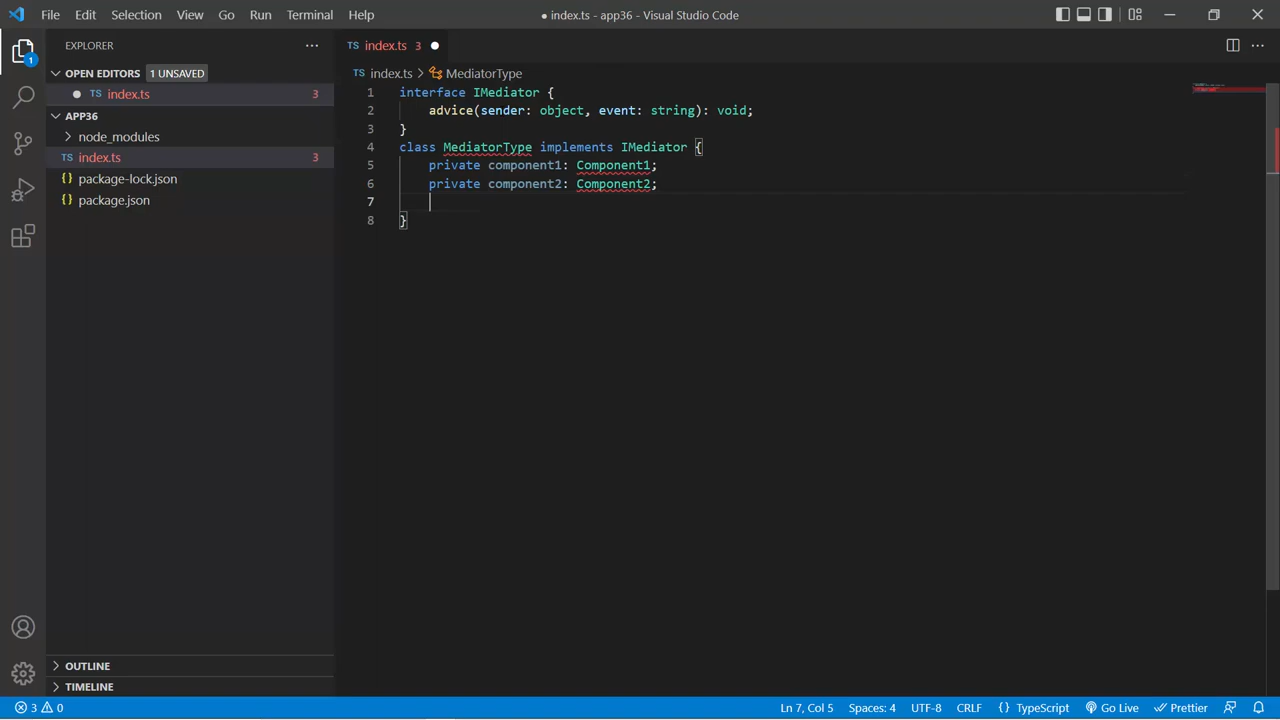 File Edit Selection View Go Run Terminal Help
● index.ts - app36 - Visual Studio Code
1
EXPLORER
OPEN EDITORS 1 UNSAVED
TS index.ts 3
APP36
node_modules
TS index.ts 3
{} package-lock.json
{} package.json
OUTLINE
TIMELINE
TS index.ts 3
TS index.ts > MediatorType
1 interface IMediator {
2 advice(sender: object, event: string): void;
3 }
4 class MediatorType implements IMediator {
5 private component1: Component1;
6 private component2: Component2;
7
8 }
3 0
Ln 7, Col 5 Spaces: 4 UTF-8 CRLF {} TypeScript Go Live Prettier